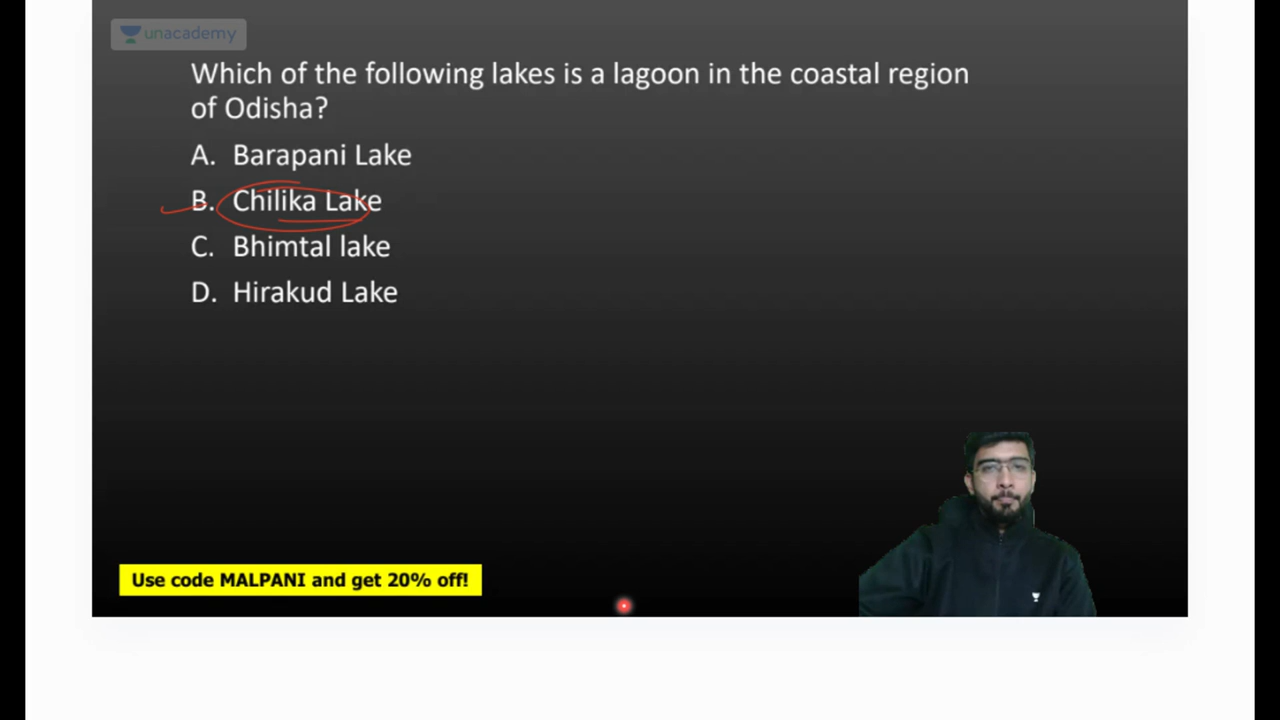 unacademy
Which of the following lakes is a lagoon in the coastal region
of Odisha?
A. Barapani Lake
B. Chilika Lake
C. Bhimtal lake
D. Hirakud Lake
Use code MALPANI and get 20% off!